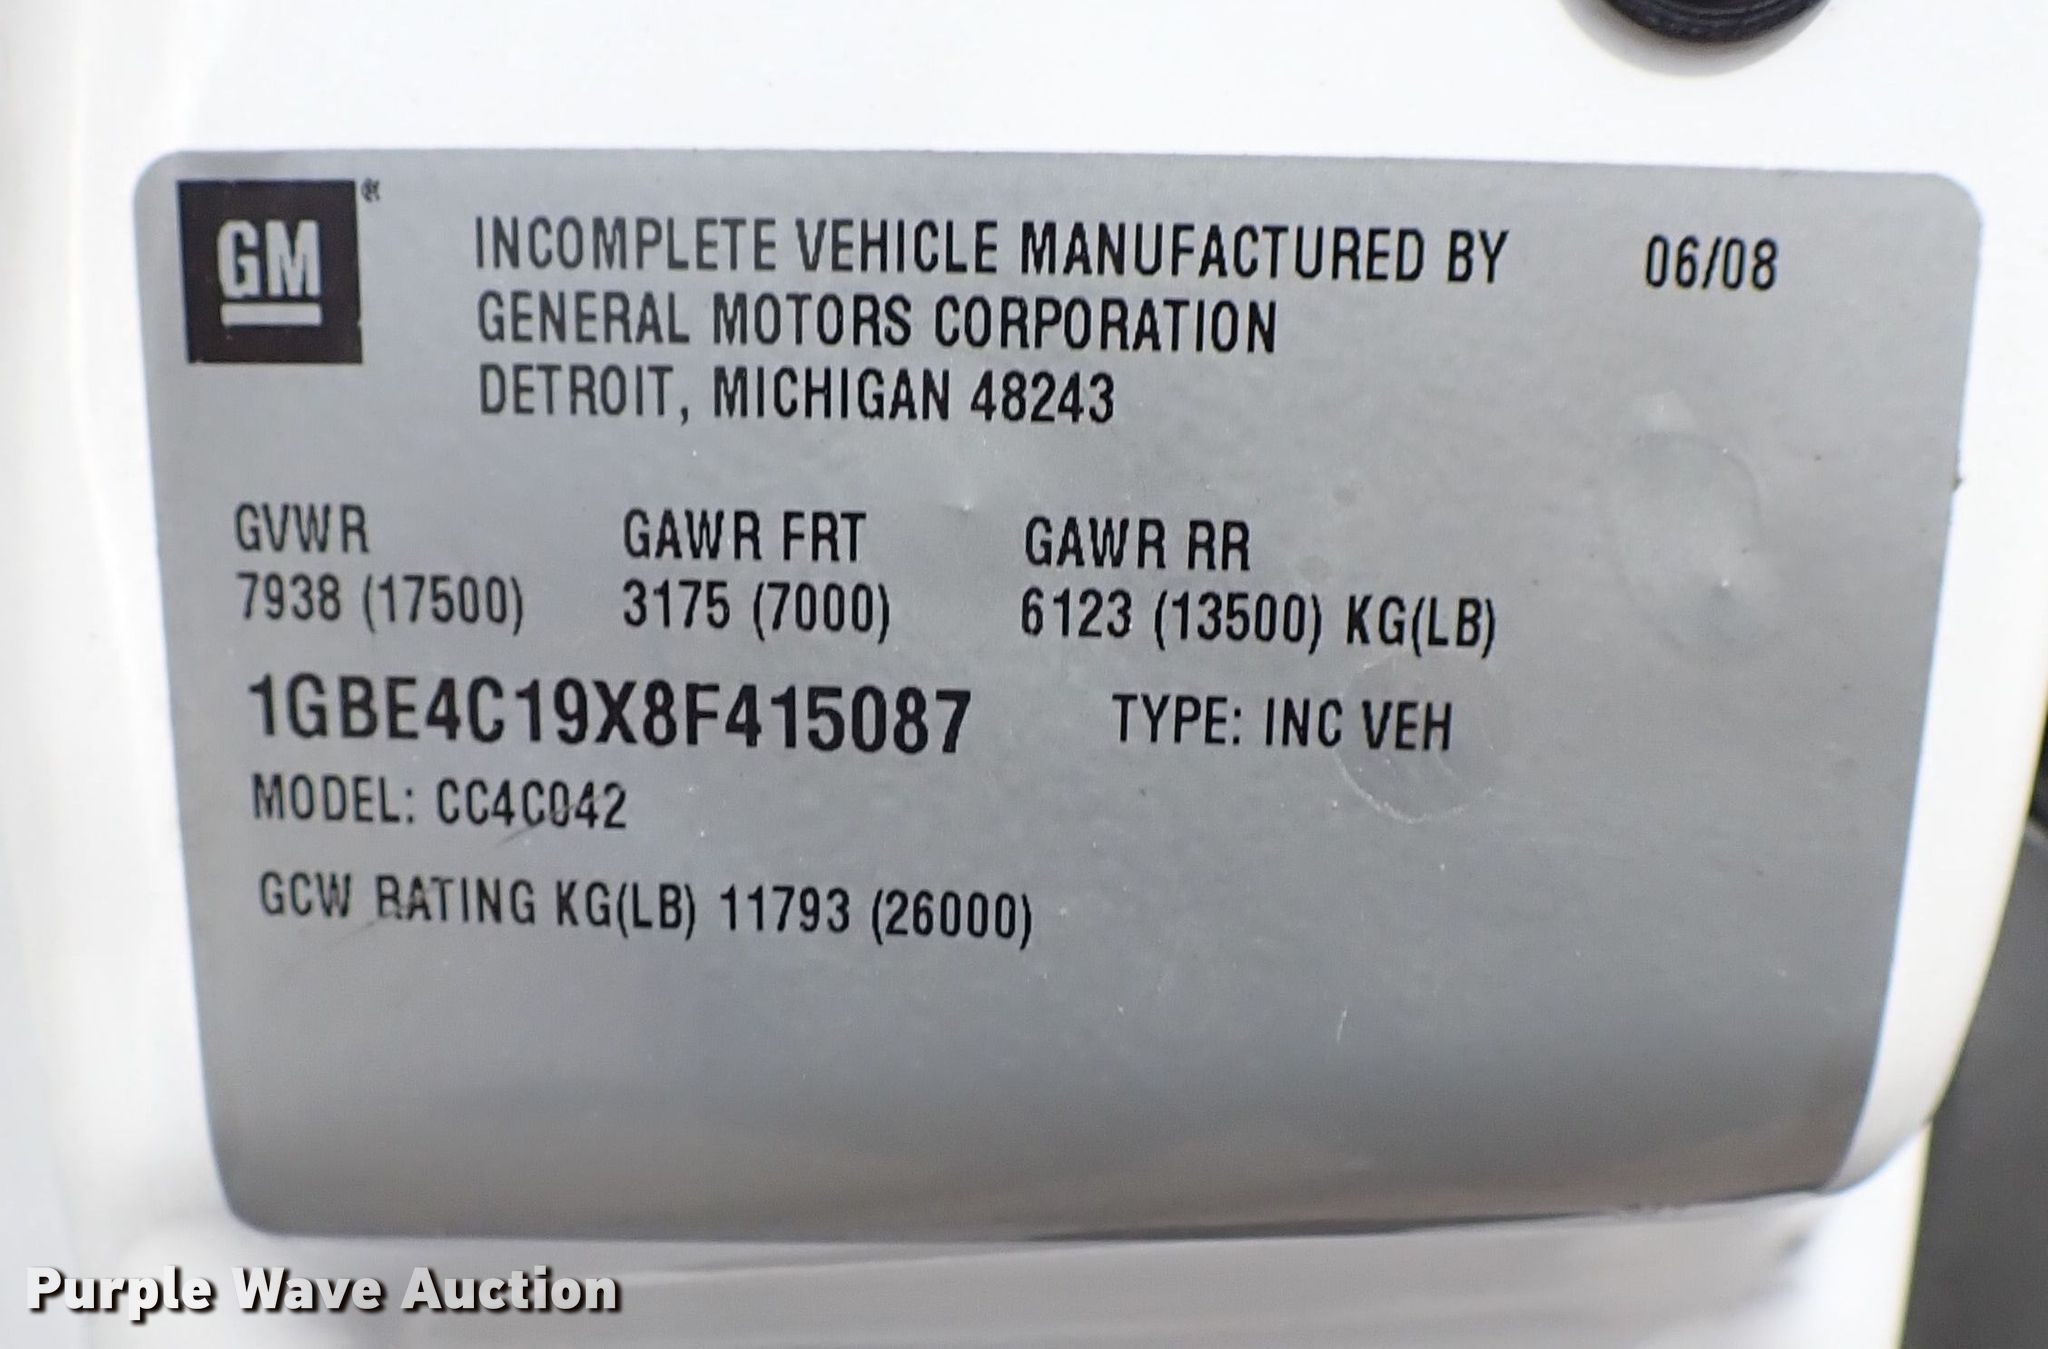 GM ®
INCOMPLETE VEHICLE MANUFACTURED BY 06/08
GENERAL MOTORS CORPORATION
DETROIT, MICHIGAN 48243
GVWR GAWR FRT GAWR RR
7938 (17500) 3175 (7000) 6123 (13500) KG(LB)
1GBE4C19X8F415087 TYPE: INC VEH
MODEL: CC4C042
GCW RATING KG(LB) 11793 (26000)
Purple Wave Auction